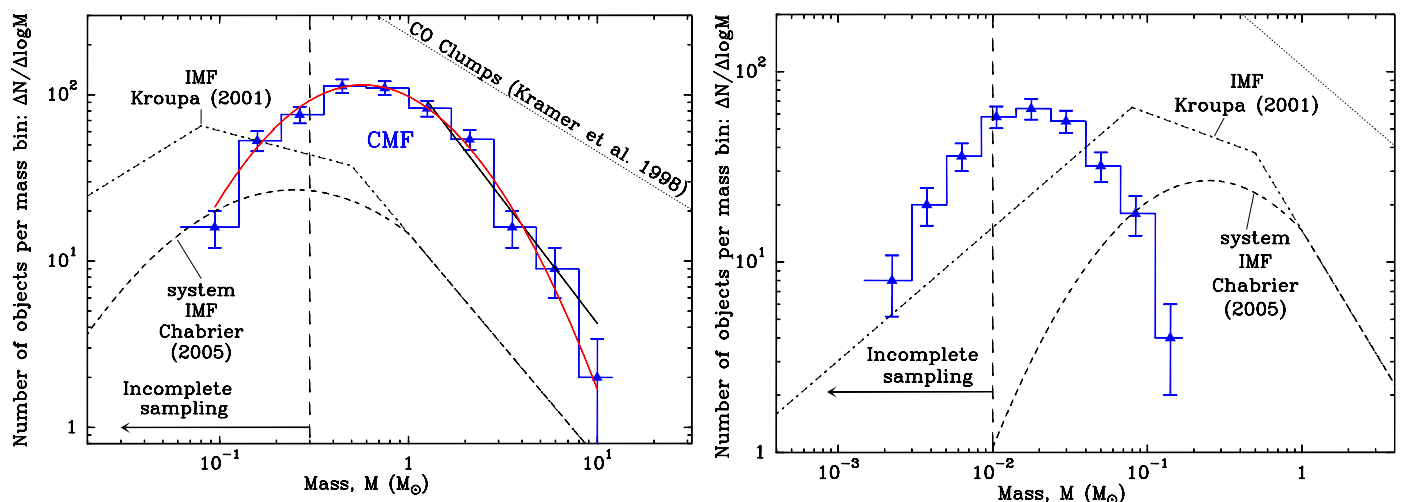 Number of objects per mass bin: ΔN/ΔlogM
10²
10
1
IMF
Kroupa (2001)
CO Clumps (Kramer et al. 1998)
CMF
system
IMF
Chabrier
(2005)
Incomplete
sampling
10⁻¹
1
10¹
Mass, M (M⊙)
Number of objects per mass bin: ΔN/ΔlogM
10²
10
1
IMF
Kroupa (2001)
system
IMF
Chabrier
(2005)
Incomplete
sampling
10⁻³
10⁻²
10⁻¹
1
Mass, M (M⊙)